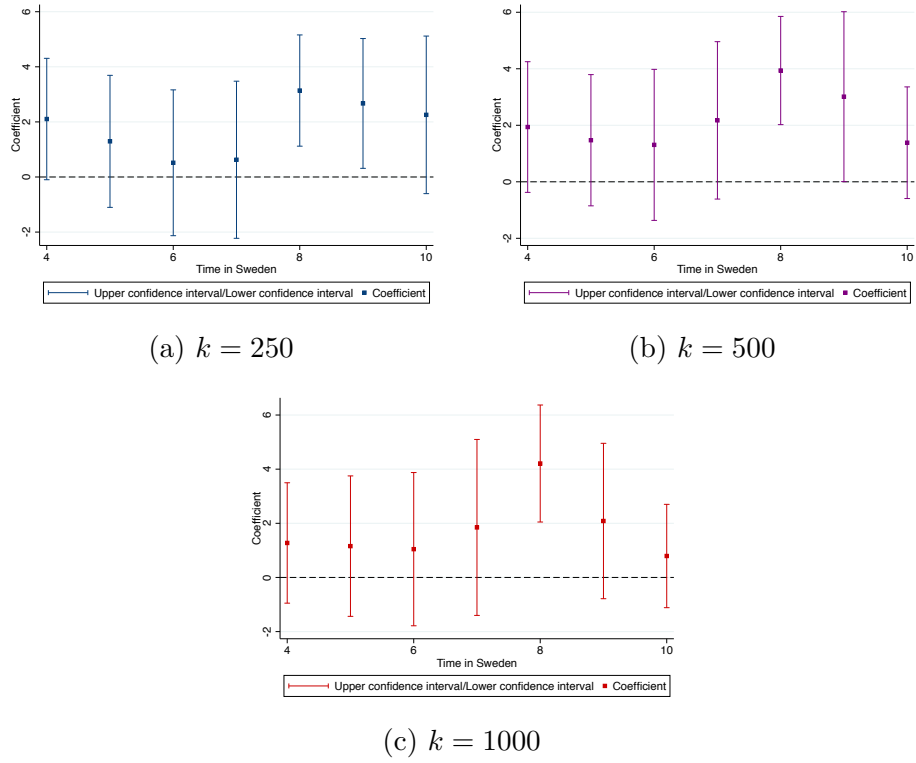 6
4
2
0
-2
Coefficient
4
6
8
10
Time in Sweden
Upper confidence interval/Lower confidence interval
Coefficient
(a) k = 250
6
4
2
0
-2
Coefficient
4
6
8
10
Time in Sweden
Upper confidence interval/Lower confidence interval
Coefficient
(b) k = 500
6
4
2
0
-2
Coefficient
4
6
8
10
Time in Sweden
Upper confidence interval/Lower confidence interval
Coefficient
(c) k = 1000